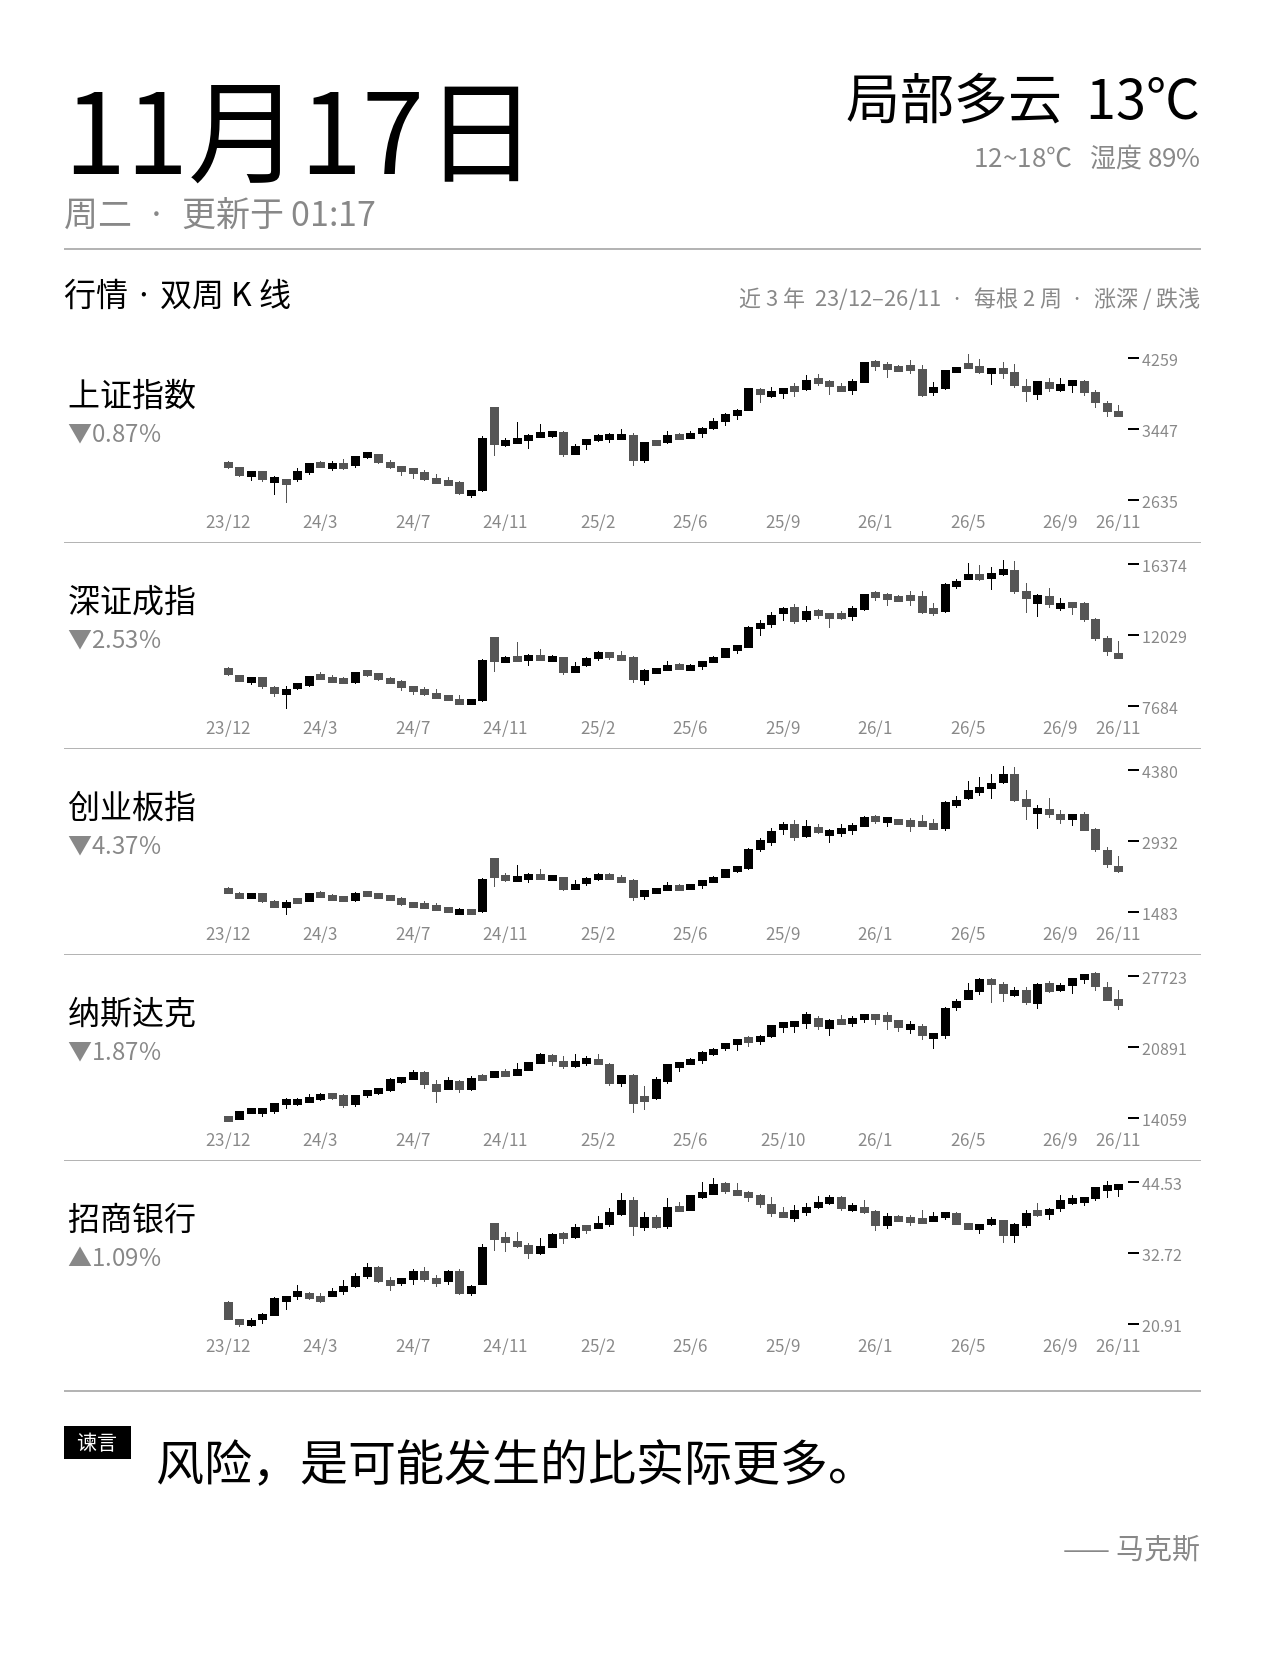 11月17日
局部多云 13℃
12~18℃ 湿度 89%
周二 · 更新于 01:17
行情 · 双周 K 线
近 3 年 23/12–26/11 · 每根 2 周 · 涨深 / 跌浅
上证指数
▼0.87%
4259
3447
2635
23/12 24/3 24/7 24/11 25/2 25/6 25/9 26/1 26/5 26/9 26/11
深证成指
▼2.53%
16374
12029
7684
23/12 24/3 24/7 24/11 25/2 25/6 25/9 26/1 26/5 26/9 26/11
创业板指
▼4.37%
4380
2932
1483
23/12 24/3 24/7 24/11 25/2 25/6 25/9 26/1 26/5 26/9 26/11
纳斯达克
▼1.87%
27723
20891
14059
23/12 24/3 24/7 24/11 25/2 25/6 25/10 26/1 26/5 26/9 26/11
招商银行
▲1.09%
44.53
32.72
20.91
23/12 24/3 24/7 24/11 25/2 25/6 25/9 26/1 26/5 26/9 26/11
谏言
风险，是可能发生的比实际更多。
—— 马克斯